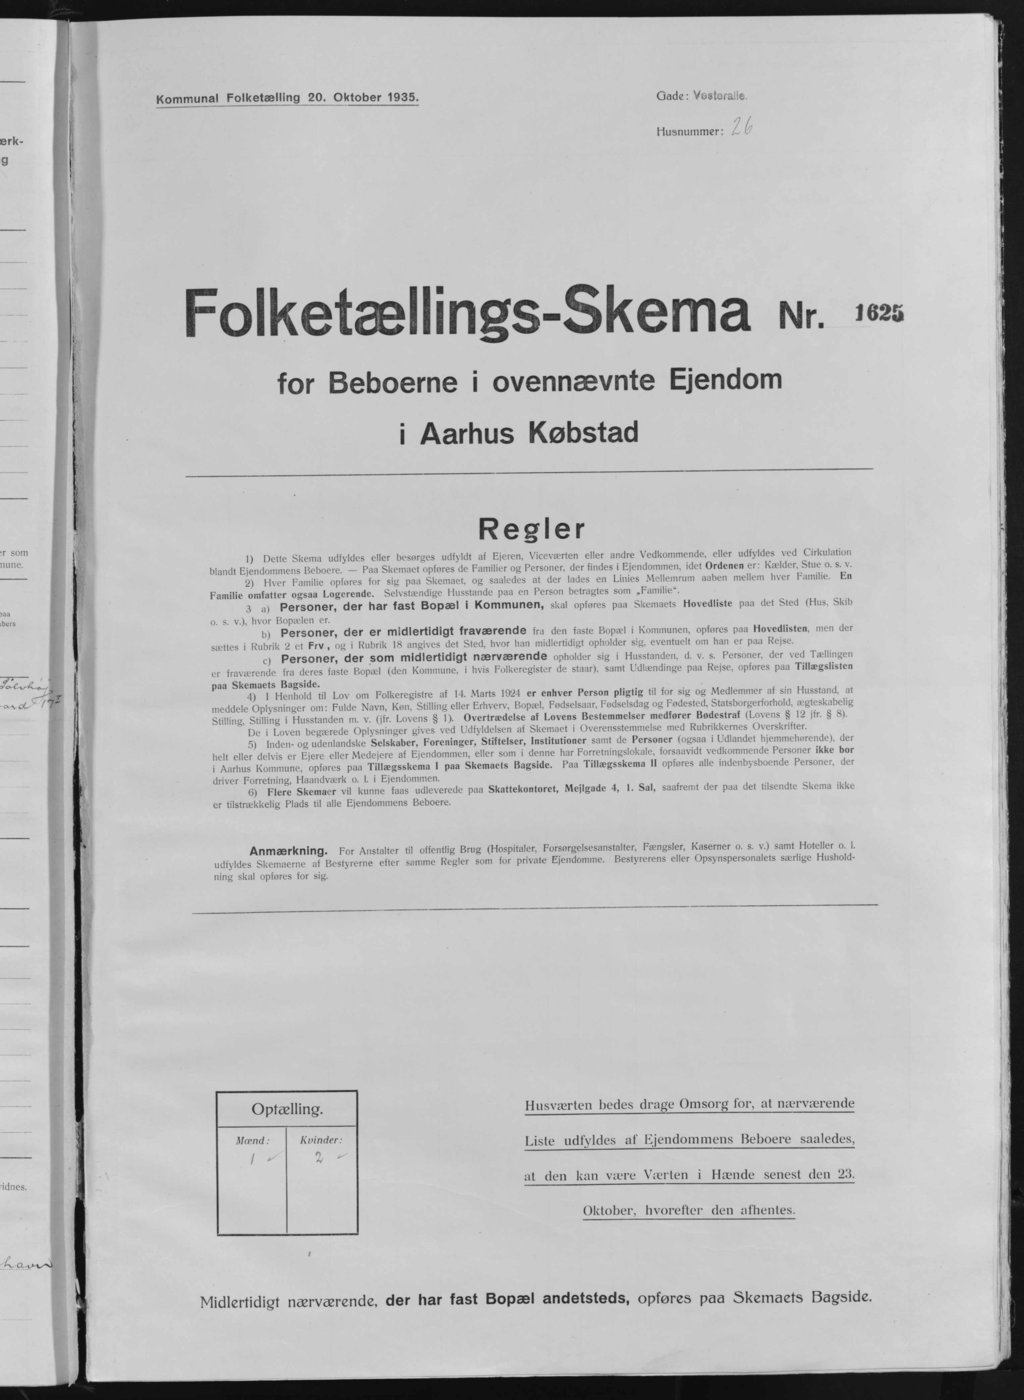 Kommunal Folketælling 20. Oktober 1935.
Gade: Vesteralle.
Husnummer: 26
Folketællings-Skema Nr. 1625
for Beboerne i ovennævnte Ejendom
i Aarhus Købstad
Regler
1) Dette Skema udfyldes eller besørges udfyldt af Ejeren, Viceværten eller andre Vedkommende, eller udfyldes ved Cirkulation
blandt Ejendommens Beboere. — Paa Skemaet opføres de Familier og Personer, der findes i Ejendommen, idet Ordenen er: Kælder, Stue o. s. v.
2) Hver Familie opføres for sig paa Skemaet, og saaledes at der lades en Linies Mellemrum aaben mellem hver Familie. En
Familie omfatter ogsaa Logerende. Selvstændige Husstande paa en Person betragtes som „Familie“.
3 a) Personer, der har fast Bopæl i Kommunen, skal opføres paa Skemaets Hovedliste paa det Sted (Hus, Skib
o. s. v.), hvor Bopælen er.
b) Personer, der er midlertidigt fraværende fra den faste Bopæl i Kommunen, opføres paa Hovedlisten, men der
sættes i Rubrik 2 et Frv., og i Rubrik 18 angives det Sted, hvor han midlertidigt opholder sig, eventuelt om han er paa Rejse.
c) Personer, der som midlertidigt nærværende opholder sig i Husstanden, d. v. s. Personer, der ved Tællingen
er fraværende fra deres faste Bopæl (den Kommune, i hvis Folkeregister de staar), samt Udlændinge paa Rejse, opføres paa Tillægslisten
paa Skemaets Bagside.
4) I Henhold til Lov om Folkeregistre af 14. Marts 1924 er enhver Person pligtig til for sig og Medlemmer af sin Husstand, at
meddele Oplysninger om: Fulde Navn, Køn, Stilling eller Erhverv, Bopæl, Fødselsaar, Fødselsdag og Fødested, Statsborgerforhold, ægteskabelig
Stilling, Stilling i Husstanden m. v. (jfr. Lovens § 1). Overtrædelse af Lovens Bestemmelser medfører Bødestraf (Lovens § 12 jfr. § 8).
De i Loven begærede Oplysninger gives ved Udfyldelsen af Skemaet i Overensstemmelse med Rubrikkernes Overskrifter.
5) Inden- og udenlandske Selskaber, Foreninger, Stiftelser, Institutioner samt de Personer (ogsaa i Udlandet hjemmehørende), der
helt eller delvis er Ejere eller Medejere af Ejendommen, eller som i denne har Forretningslokale, forsaavidt vedkommende Personer ikke bor
i Aarhus Kommune, opføres paa Tillægsskema I paa Skemaets Bagside. Paa Tillægsskema II opføres alle indenbysboende Personer, der
driver Forretning, Haandværk o. l. i Ejendommen.
6) Flere Skemaer vil kunne faas udleverede paa Skattekontoret, Mejlgade 4, 1. Sal, saafremt der paa det tilsendte Skema ikke
er tilstrækkelig Plads til alle Ejendommens Beboere.
Anmærkning. For Anstalter til offentlig Brug (Hospitaler, Forsørgelsesanstalter, Fængsler, Kaserner o. s. v.) samt Hoteller o. l.
udfyldes Skemaerne af Bestyrerne efter samme Regler som for private Ejendomme. Bestyrerens eller Opsynspersonalets særlige Hushold-
ning skal opføres for sig.
Optælling.
Mænd: Kvinder:
1 2
Husværten bedes drage Omsorg for, at nærværende
Liste udfyldes af Ejendommens Beboere saaledes,
at den kan være Værten i Hænde senest den 23.
Oktober, hvorefter den afhentes.
Midlertidigt nærværende, der har fast Bopæl andetsteds, opføres paa Skemaets Bagside.